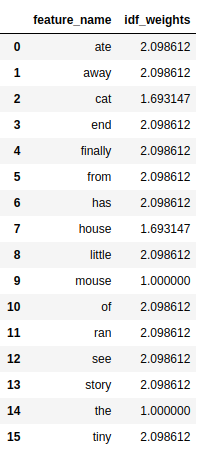 feature_name idf_weights
0 ate 2.098612
1 away 2.098612
2 cat 1.693147
3 end 2.098612
4 finally 2.098612
5 from 2.098612
6 has 2.098612
7 house 1.693147
8 little 2.098612
9 mouse 1.000000
10 of 2.098612
11 ran 2.098612
12 see 2.098612
13 story 2.098612
14 the 1.000000
15 tiny 2.098612